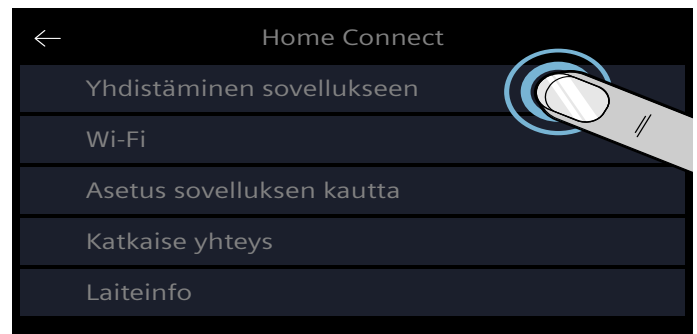 Home Connect
Yhdistäminen sovellukseen
Wi-Fi
Asetus sovelluksen kautta
Katkaise yhteys
Laiteinfo